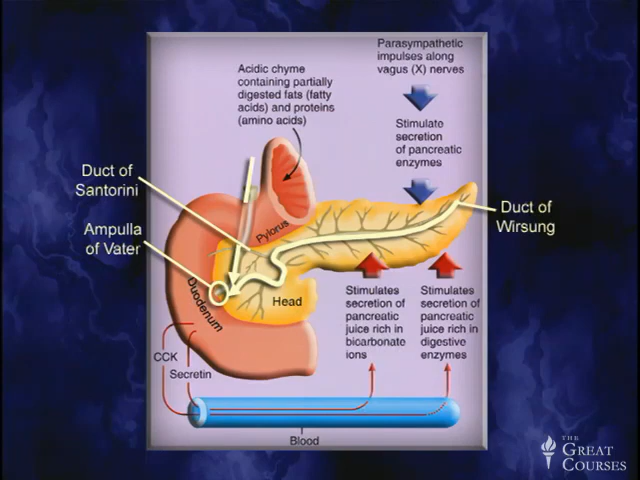 Parasympathetic
impulses along
vagus (X) nerves
Acidic chyme
containing partially
digested fats (fatty
acids) and proteins
(amino acids)
Stimulate
secretion
of pancreatic
enzymes
Duct of
Santorini
Ampulla
of Vater
Duct of
Wirsung
Pylorus
Duodenum
Head
Stimulates
secretion of
pancreatic
juice rich in
bicarbonate
ions
Stimulates
secretion of
pancreatic
juice rich in
digestive
enzymes
CCK
Secretin
Blood
THE
GREAT
COURSES